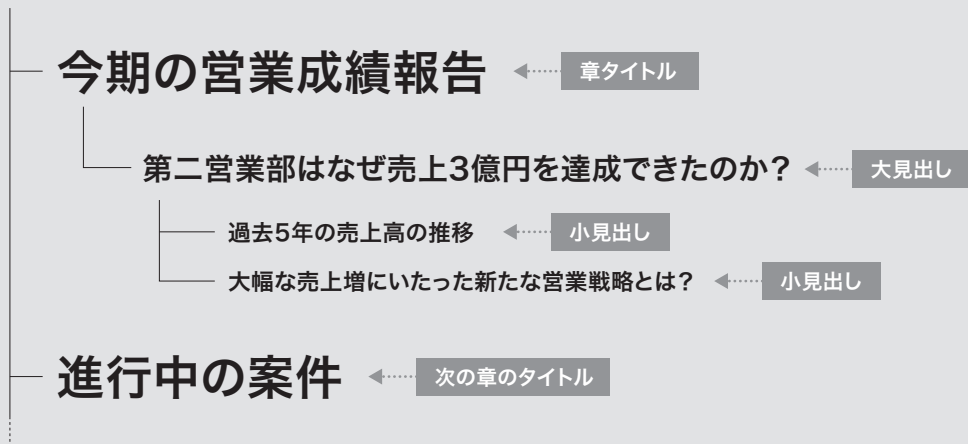 今期の営業成績報告 章タイトル
第二営業部はなぜ売上3億円を達成できたのか? 大見出し
過去5年の売上高の推移 小見出し
大幅な売上増にいたった新たな営業戦略とは? 小見出し
進行中の案件 次の章のタイトル